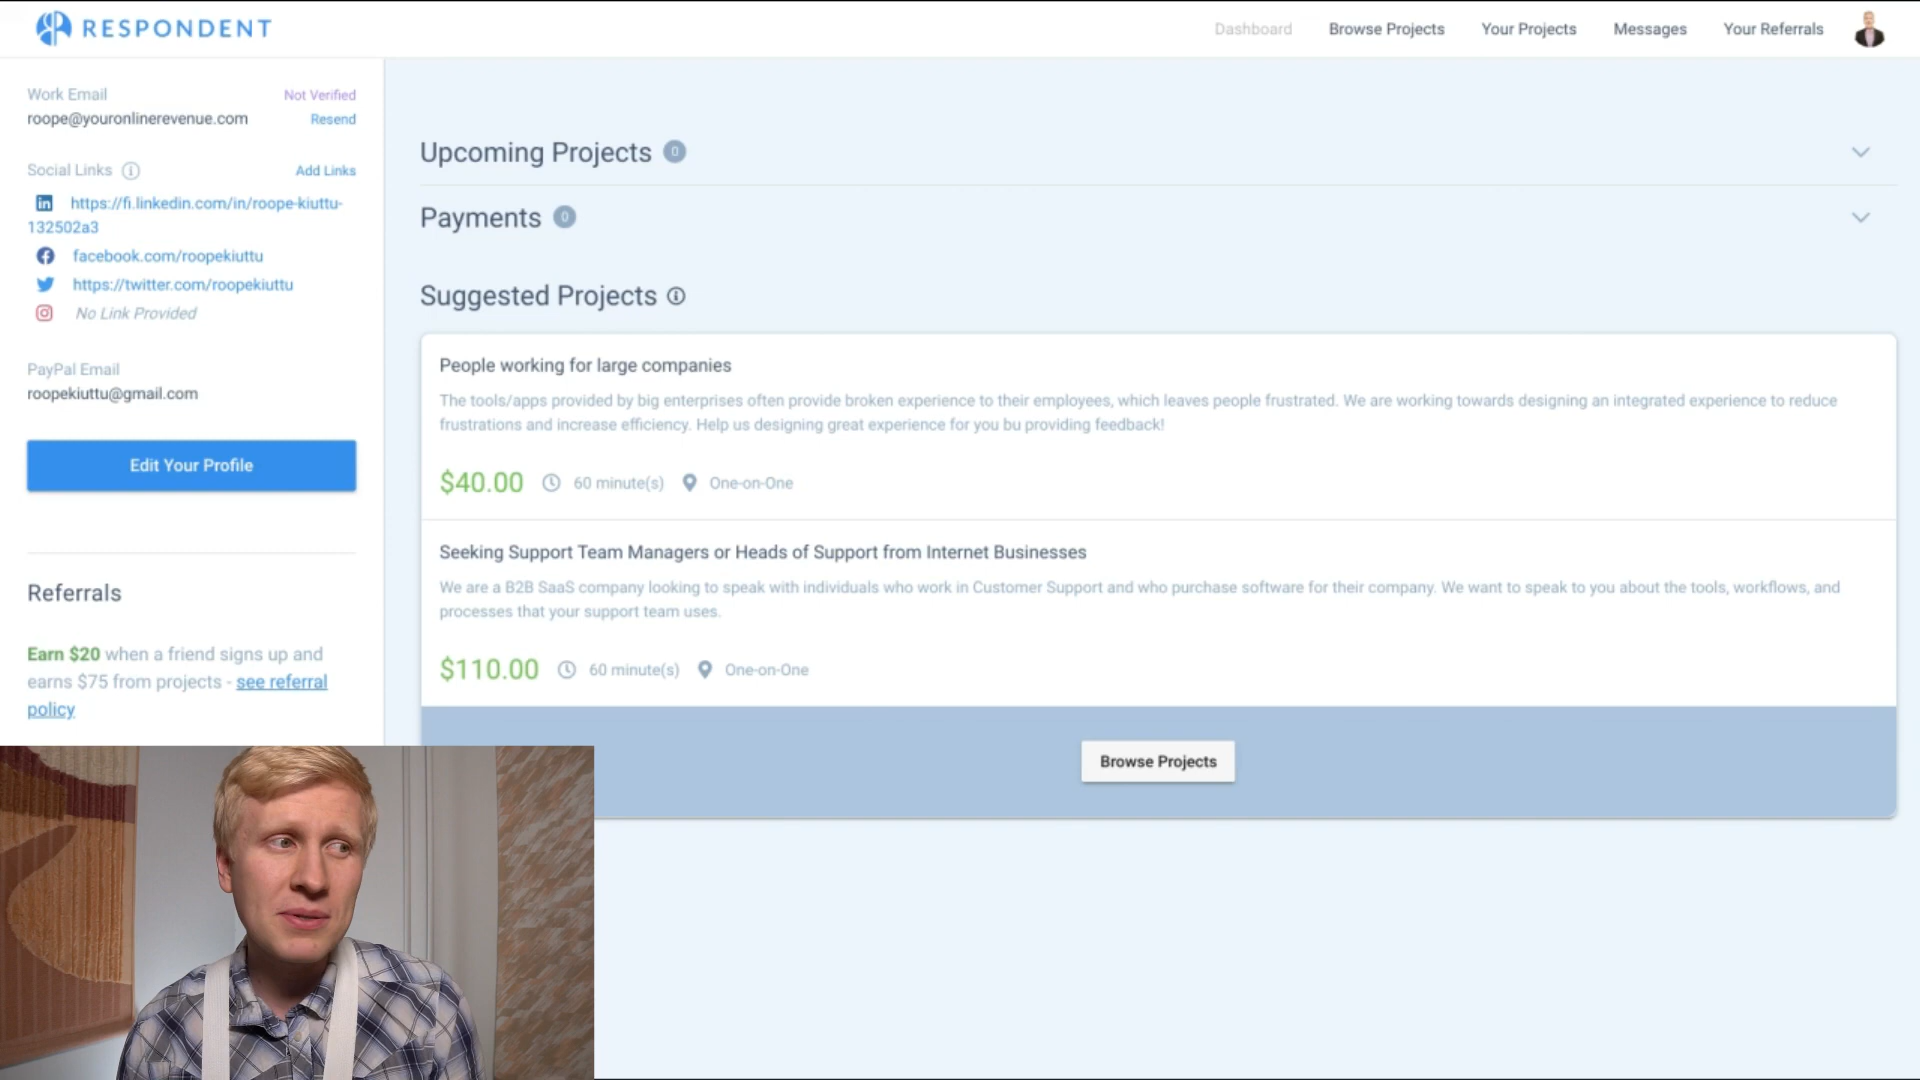 RESPONDENT
Dashboard
Browse Projects
Your Projects
Messages
Your Referrals
Work Email
Not Verified
roope@youronlinerevenue.com
Resend
Social Links
Add Links
https://fi.linkedin.com/in/roope-kiuttu-
132502a3
facebook.com/roopekiuttu
https://twitter.com/roopekiuttu
No Link Provided
PayPal Email
roopekiuttu@gmail.com
Edit Your Profile
Referrals
Earn $20 when a friend signs up and
earns $75 from projects - see referral
policy
Upcoming Projects 0
Payments 0
Suggested Projects
People working for large companies
The tools/apps provided by big enterprises often provide broken experience to their employees, which leaves people frustrated. We are working towards designing an integrated experience to reduce
frustrations and increase efficiency. Help us designing great experience for you bu providing feedback!
$40.00 60 minute(s) One-on-One
Seeking Support Team Managers or Heads of Support from Internet Businesses
We are a B2B SaaS company looking to speak with individuals who work in Customer Support and who purchase software for their company. We want to speak to you about the tools, workflows, and
processes that your support team uses.
$110.00 60 minute(s) One-on-One
Browse Projects